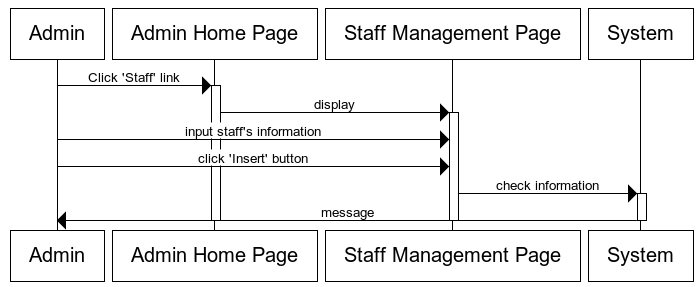 Admin
Admin Home Page
Staff Management Page
System
Click 'Staff' link
display
input staff's information
click 'Insert' button
check information
message
Admin
Admin Home Page
Staff Management Page
System